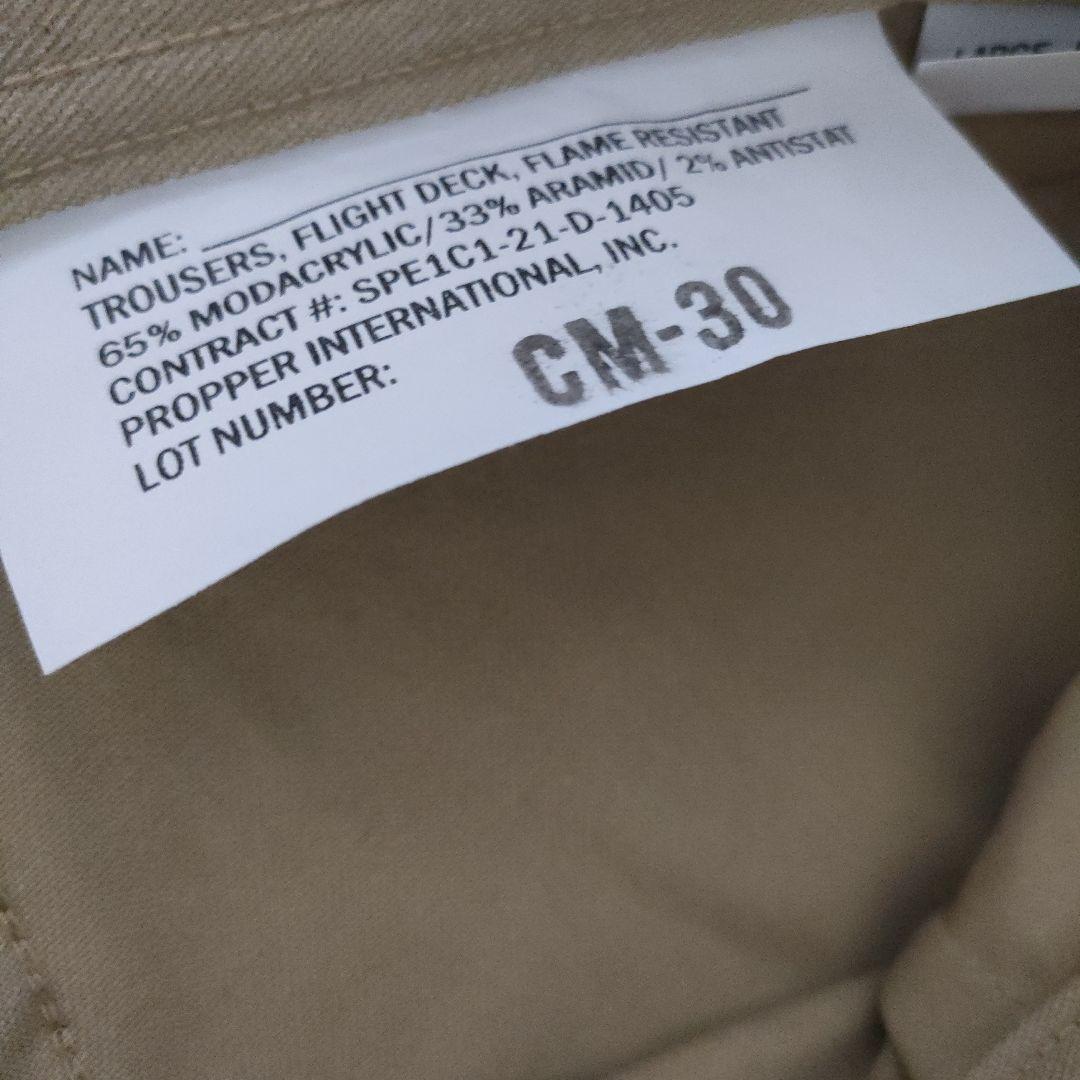 NAME:
TROUSERS, FLIGHT DECK, FLAME RESISTANT
65% MODACRYLIC/33% ARAMID/ 2% ANTISTAT
CONTRACT #: SPE1C1-21-D-1405
PROPPER INTERNATIONAL, INC.
LOT NUMBER: CM-30
LARGE